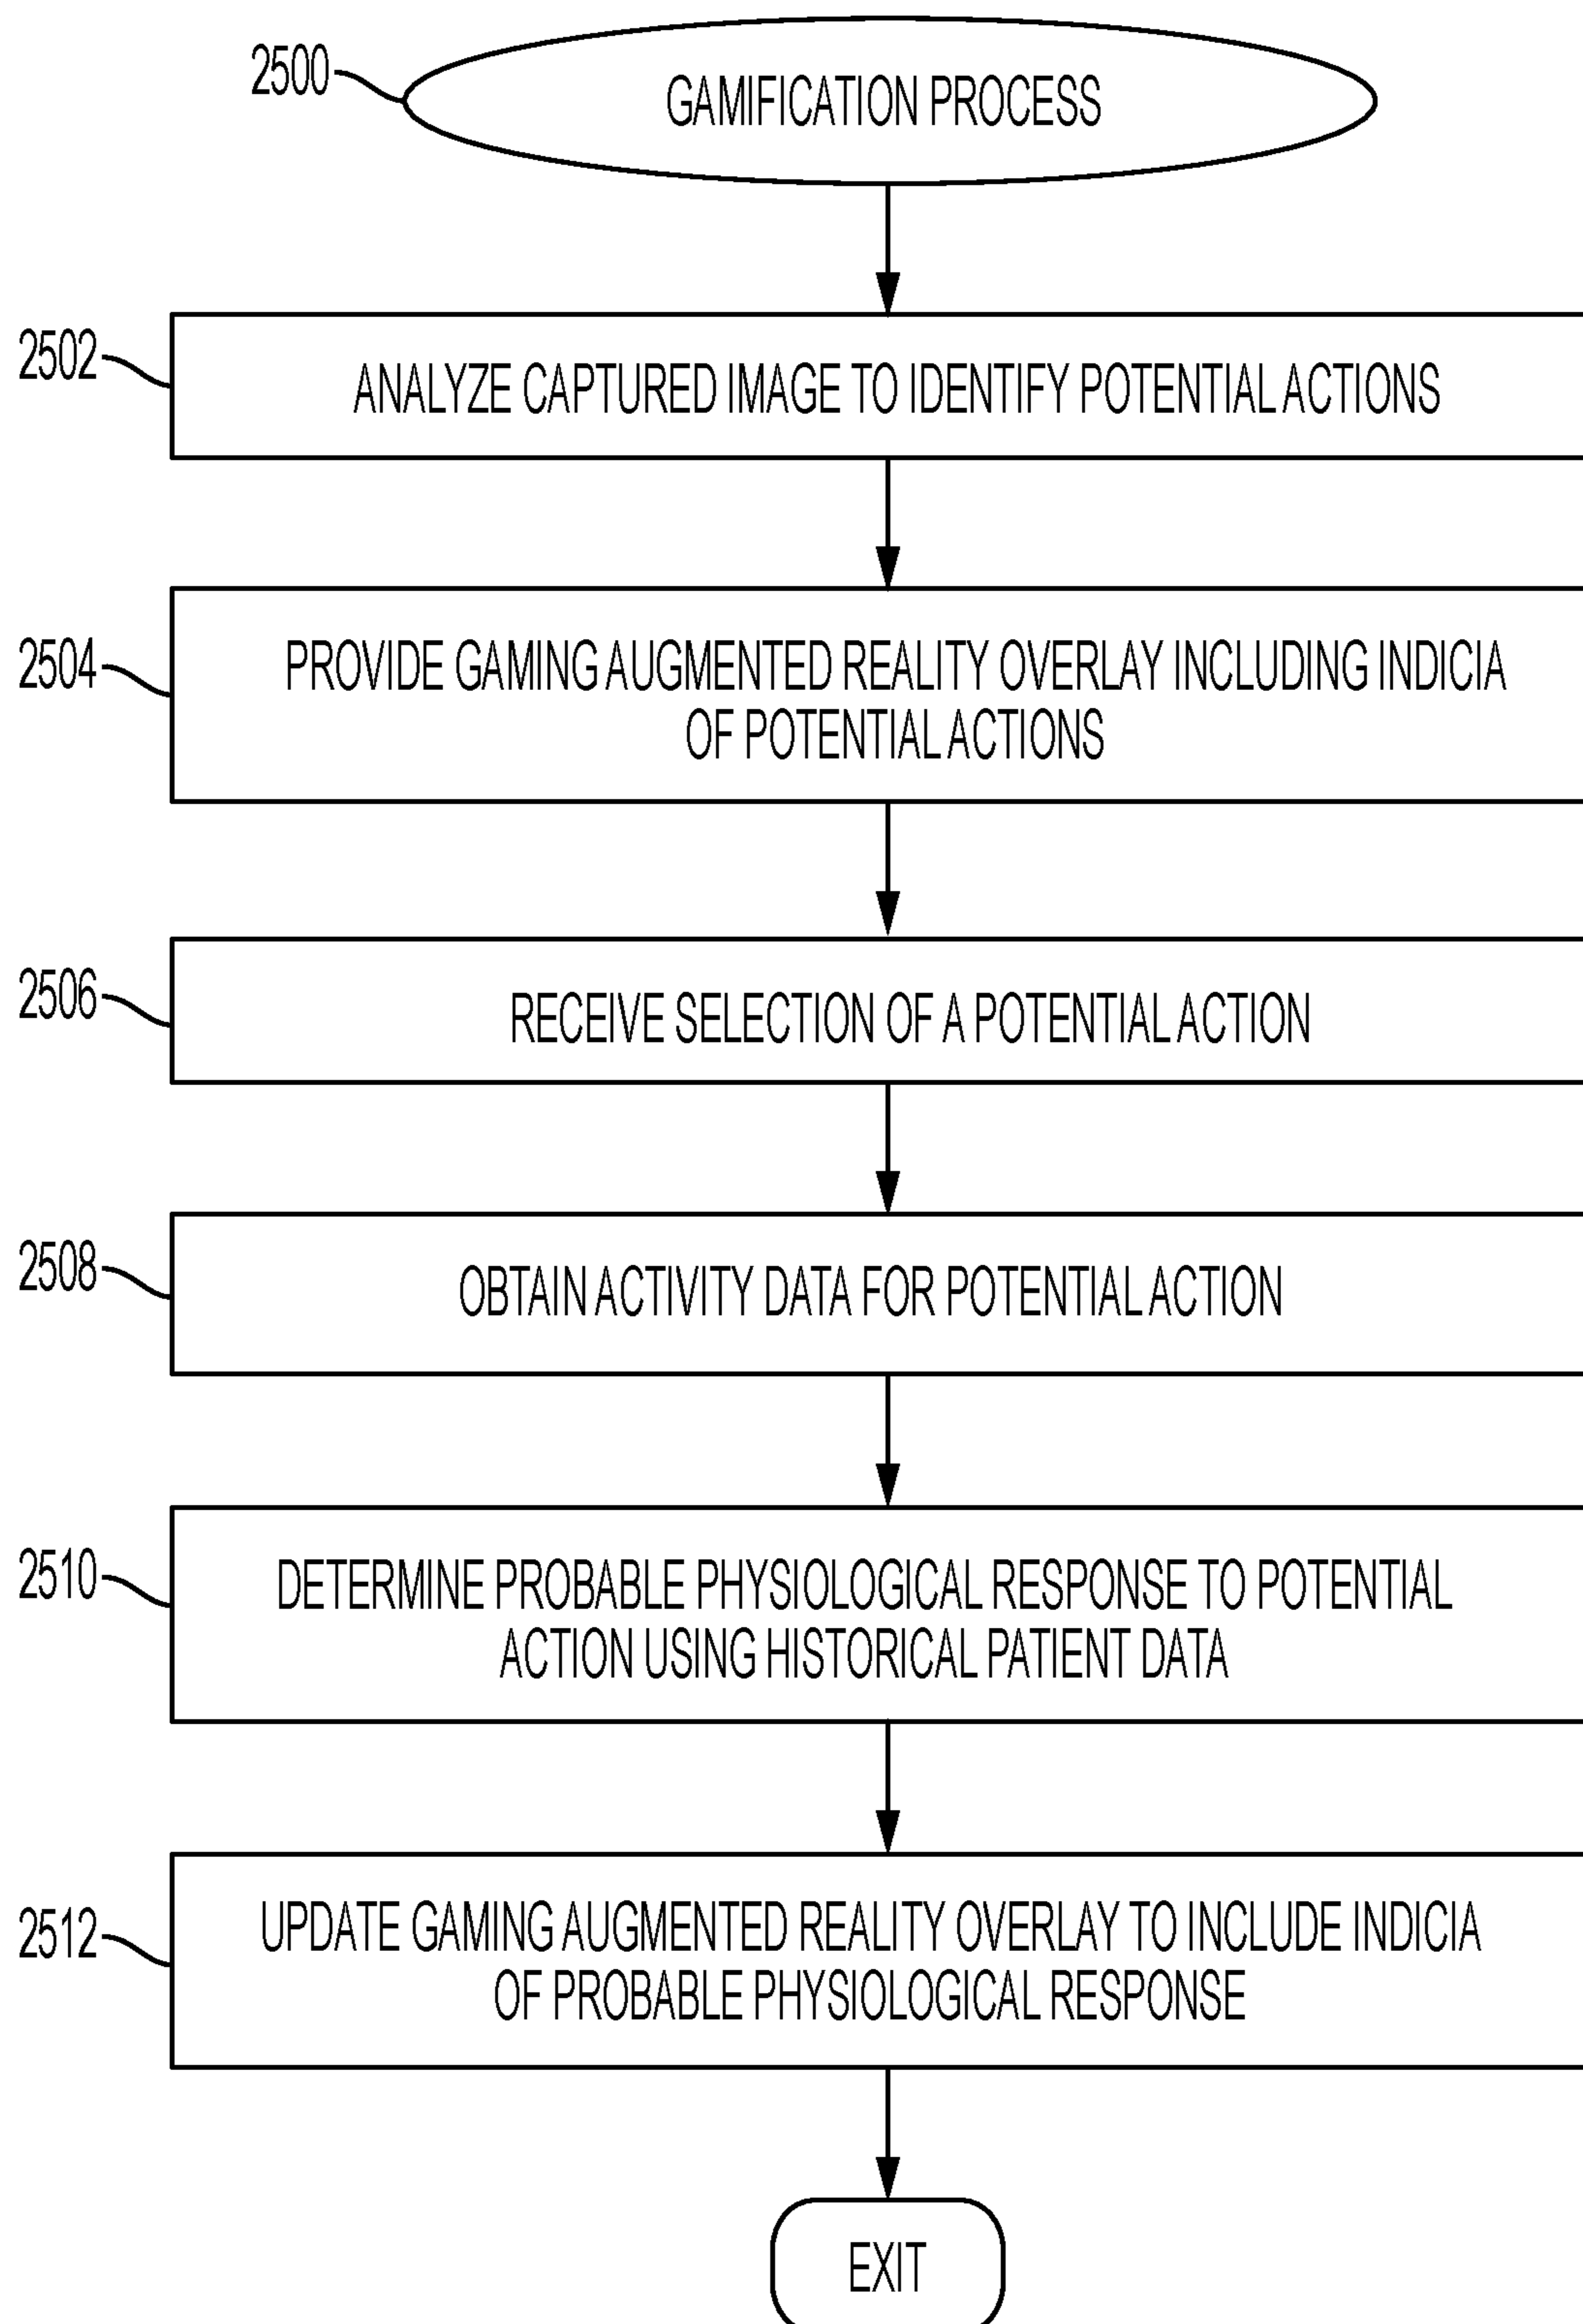 2500
GAMIFICATION PROCESS
2502
ANALYZE CAPTURED IMAGE TO IDENTIFY POTENTIAL ACTIONS
2504
PROVIDE GAMING AUGMENTED REALITY OVERLAY INCLUDING INDICIA
OF POTENTIAL ACTIONS
2506
RECEIVE SELECTION OF A POTENTIAL ACTION
2508
OBTAIN ACTIVITY DATA FOR POTENTIAL ACTION
2510
DETERMINE PROBABLE PHYSIOLOGICAL RESPONSE TO POTENTIAL
ACTION USING HISTORICAL PATIENT DATA
2512
UPDATE GAMING AUGMENTED REALITY OVERLAY TO INCLUDE INDICIA
OF PROBABLE PHYSIOLOGICAL RESPONSE
EXIT